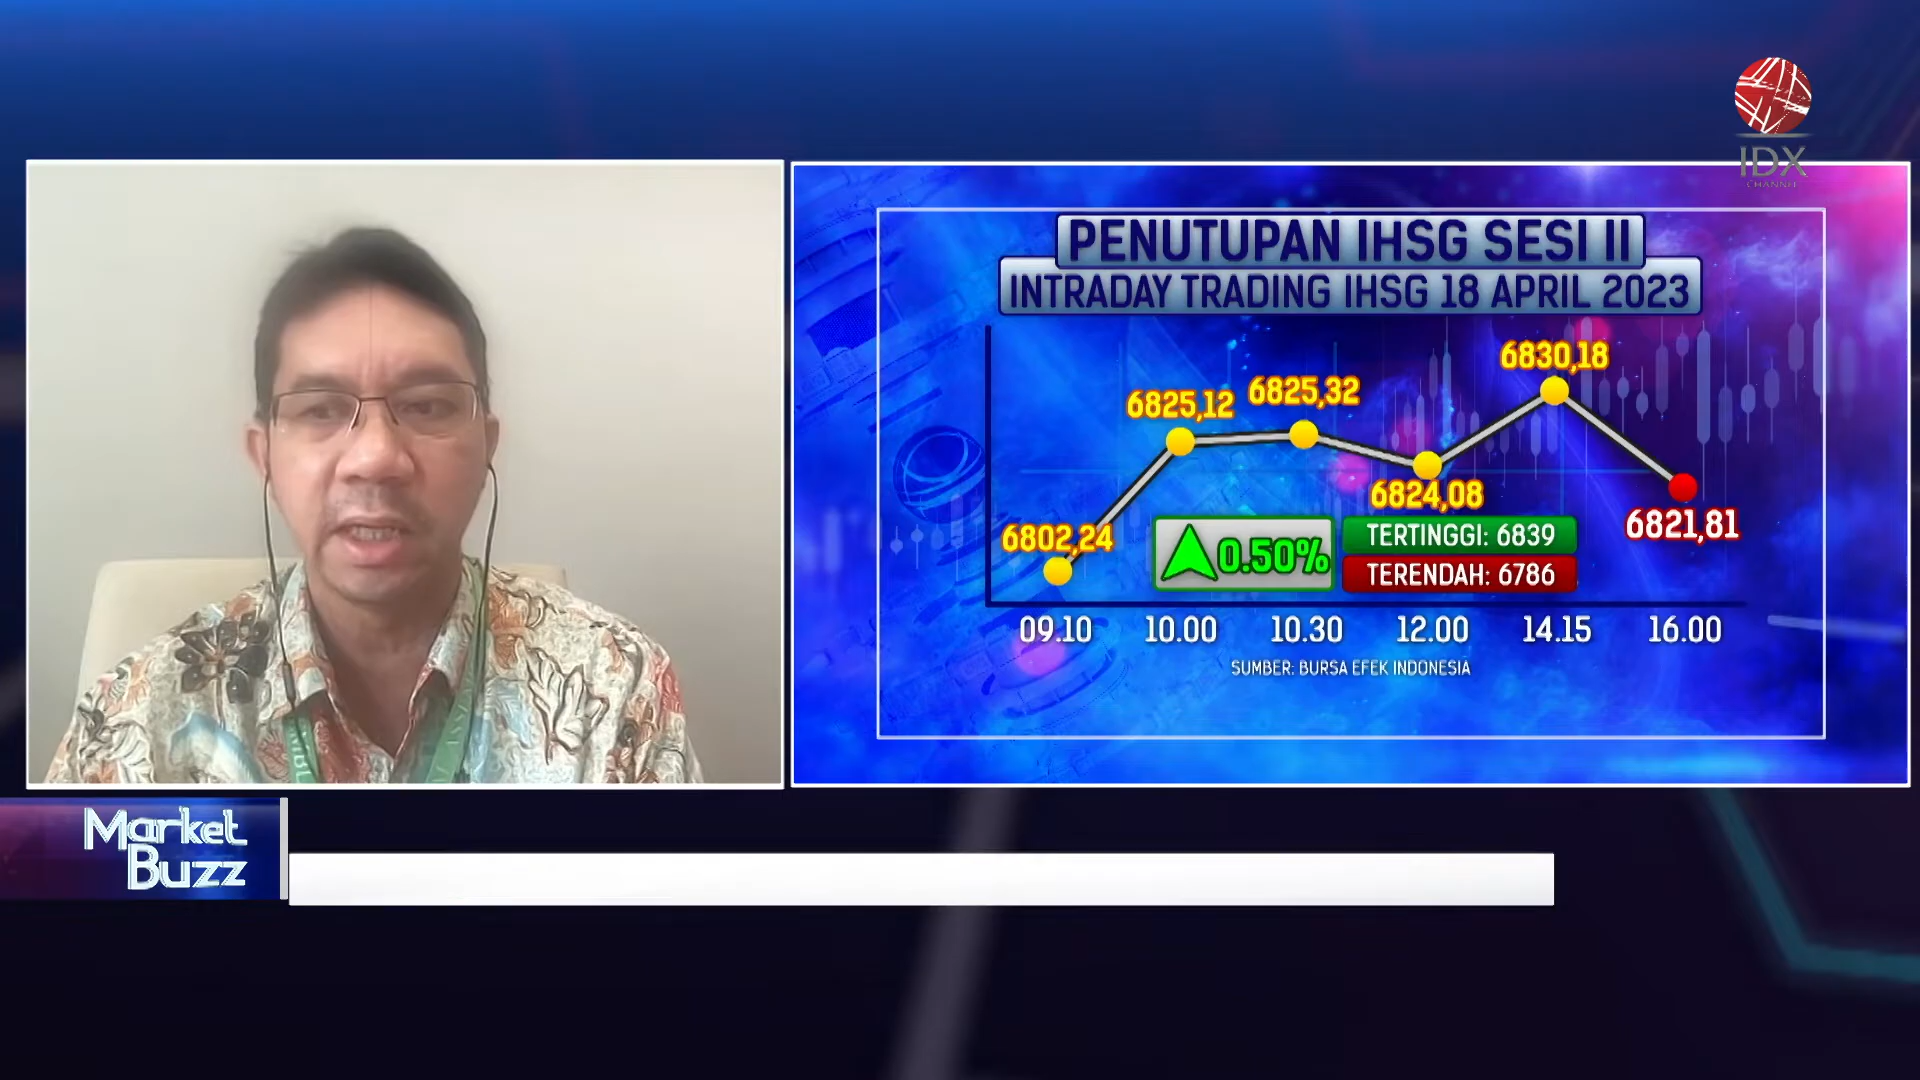 IDX
CHANNEL
PENUTUPAN IHSG SESI II
INTRADAY TRADING IHSG 18 APRIL 2023
6830,18
6825,12
6825,32
6824,08
6802,24
6821,81
0.50%
TERTINGGI: 6839
TERENDAH: 6786
09.10
10.00
10.30
12.00
14.15
16.00
SUMBER: BURSA EFEK INDONESIA
Market
Buzz